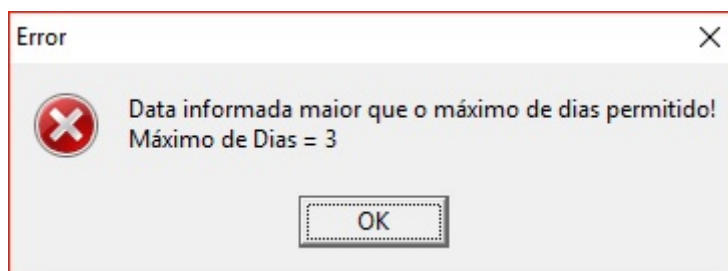 Error
Data informada maior que o máximo de dias permitido!
Máximo de Dias = 3
OK